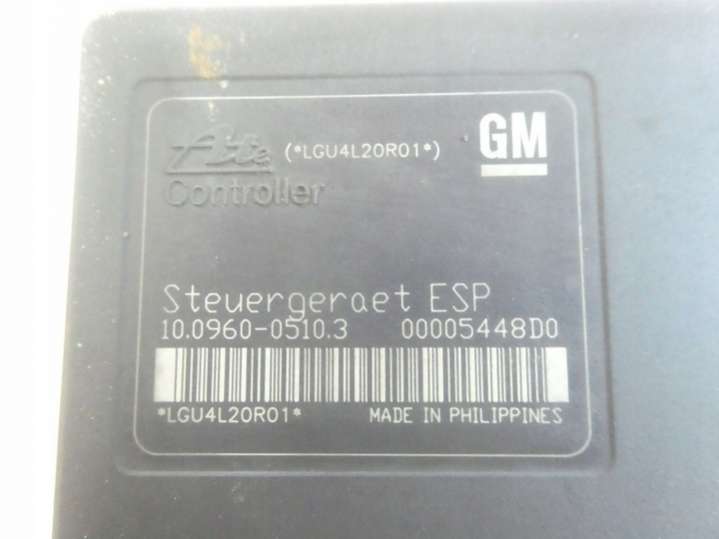 Ate (*LGU4L20R01*) GM
Controller
Steuergeraet ESP
10.0960-0510.3 00005448D0
*LGU4L20R01* MADE IN PHILIPPINES